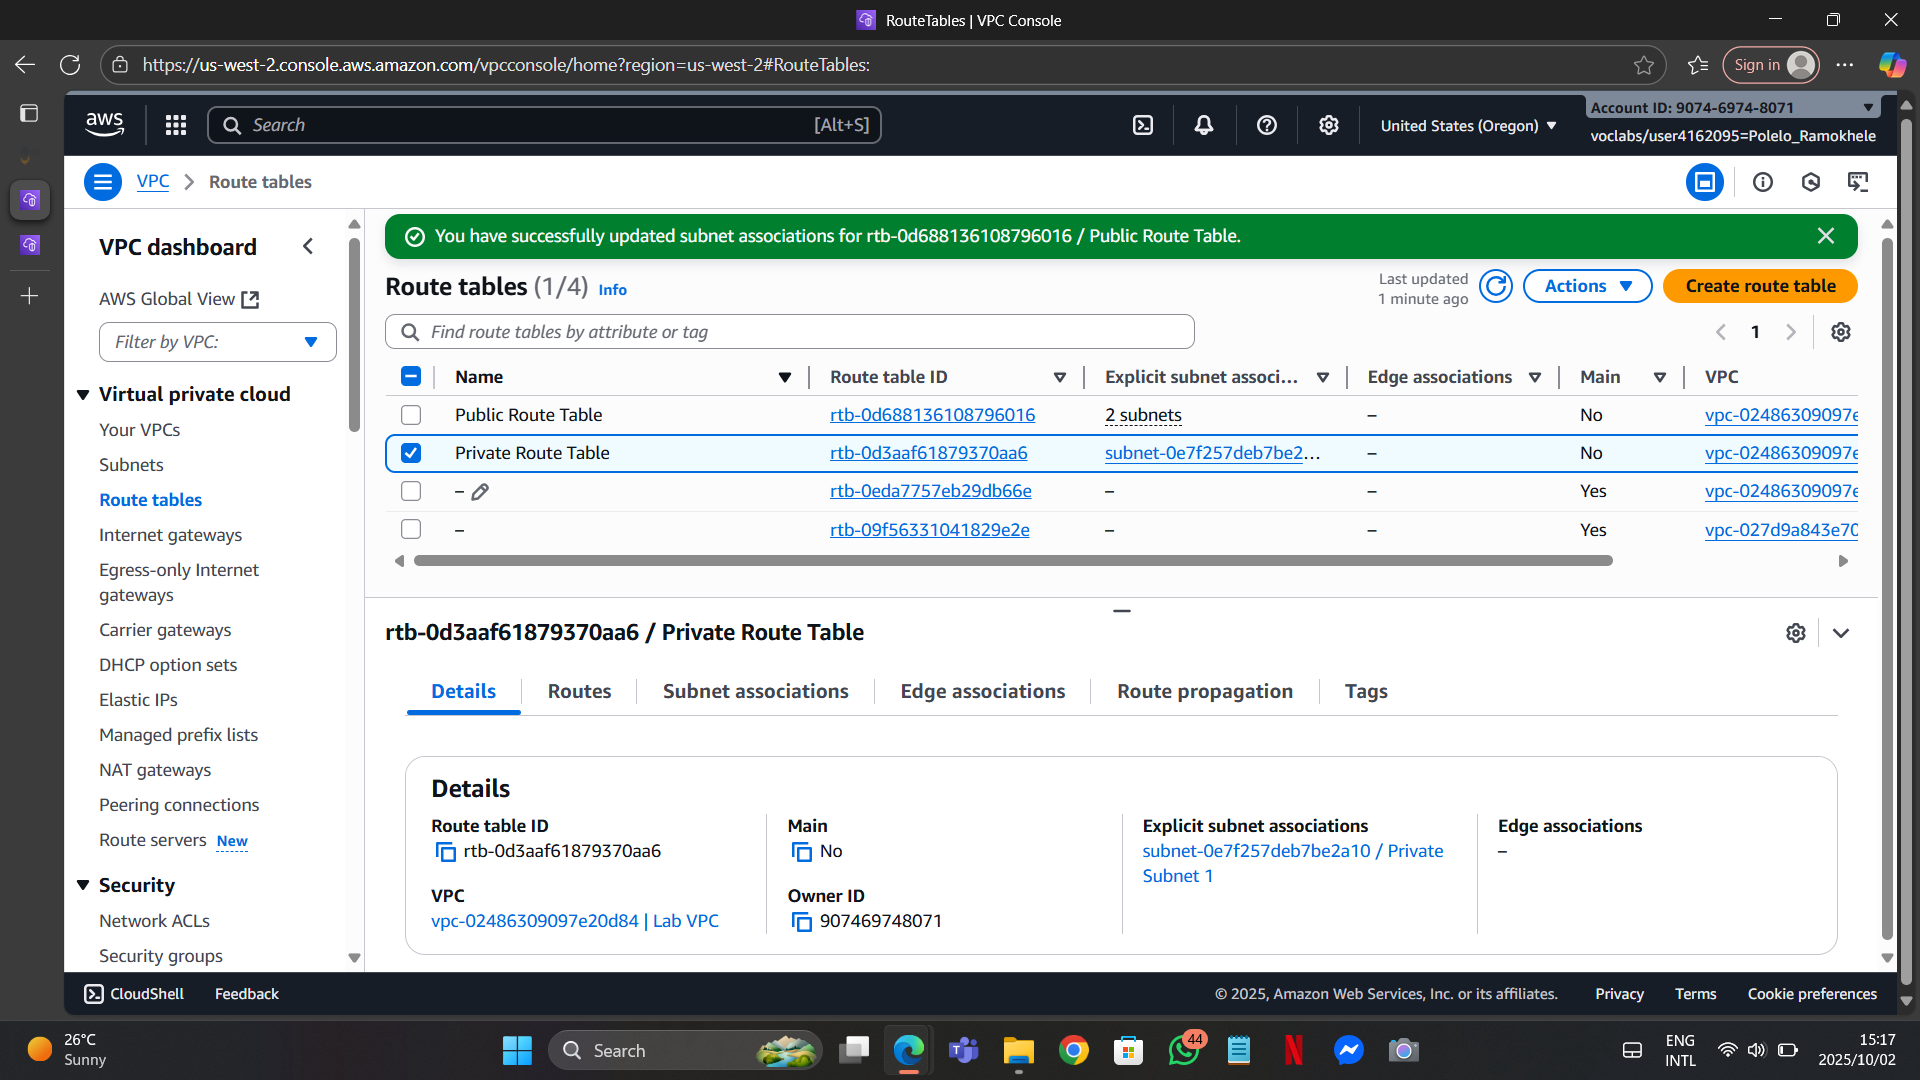 RouteTables | VPC Console
https://us-west-2.console.aws.amazon.com/vpcconsole/home?region=us-west-2#RouteTables:
Sign in
aws
Search
[Alt+S]
United States (Oregon)
Account ID: 9074-6974-8071
voclabs/user4162095=Polelo_Ramokhele
VPC
Route tables
VPC dashboard
AWS Global View
Filter by VPC:
Virtual private cloud
Your VPCs
Subnets
Route tables
Internet gateways
Egress-only Internet
gateways
Carrier gateways
DHCP option sets
Elastic IPs
Managed prefix lists
NAT gateways
Peering connections
Route servers New
Security
Network ACLs
Security groups
You have successfully updated subnet associations for rtb-0d688136108796016 / Public Route Table.
Route tables (1/4) Info
Last updated
1 minute ago
Actions
Create route table
Find route tables by attribute or tag
1
Name Route table ID Explicit subnet associ... Edge associations Main VPC
Public Route Table rtb-0d688136108796016 2 subnets – No vpc-02486309097e
Private Route Table rtb-0d3aaf61879370aa6 subnet-0e7f257deb7be2... – No vpc-02486309097e
– rtb-0eda7757eb29db66e – – Yes vpc-02486309097e
– rtb-09f56331041829e2e – – Yes vpc-027d9a843e70
rtb-0d3aaf61879370aa6 / Private Route Table
Details Routes Subnet associations Edge associations Route propagation Tags
Details
Route table ID
rtb-0d3aaf61879370aa6
Main
No
Explicit subnet associations
subnet-0e7f257deb7be2a10 / Private
Subnet 1
Edge associations
–
VPC
vpc-02486309097e20d84 | Lab VPC
Owner ID
907469748071
CloudShell Feedback
© 2025, Amazon Web Services, Inc. or its affiliates. Privacy Terms Cookie preferences
26°C
Sunny
Search
44
ENG
INTL
15:17
2025/10/02